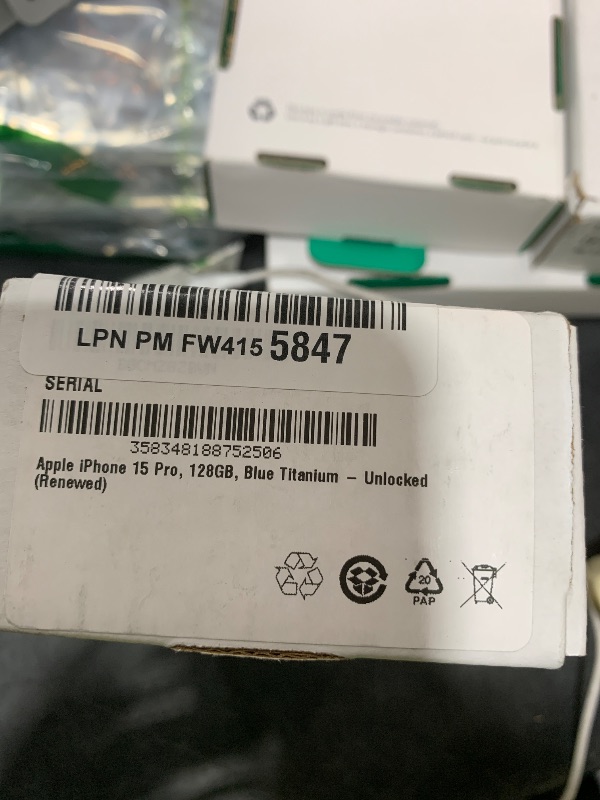 LPN PM FW415 5847
SERIAL
358348188752506
Apple iPhone 15 Pro, 128GB, Blue Titanium – Unlocked
(Renewed)
20
PAP